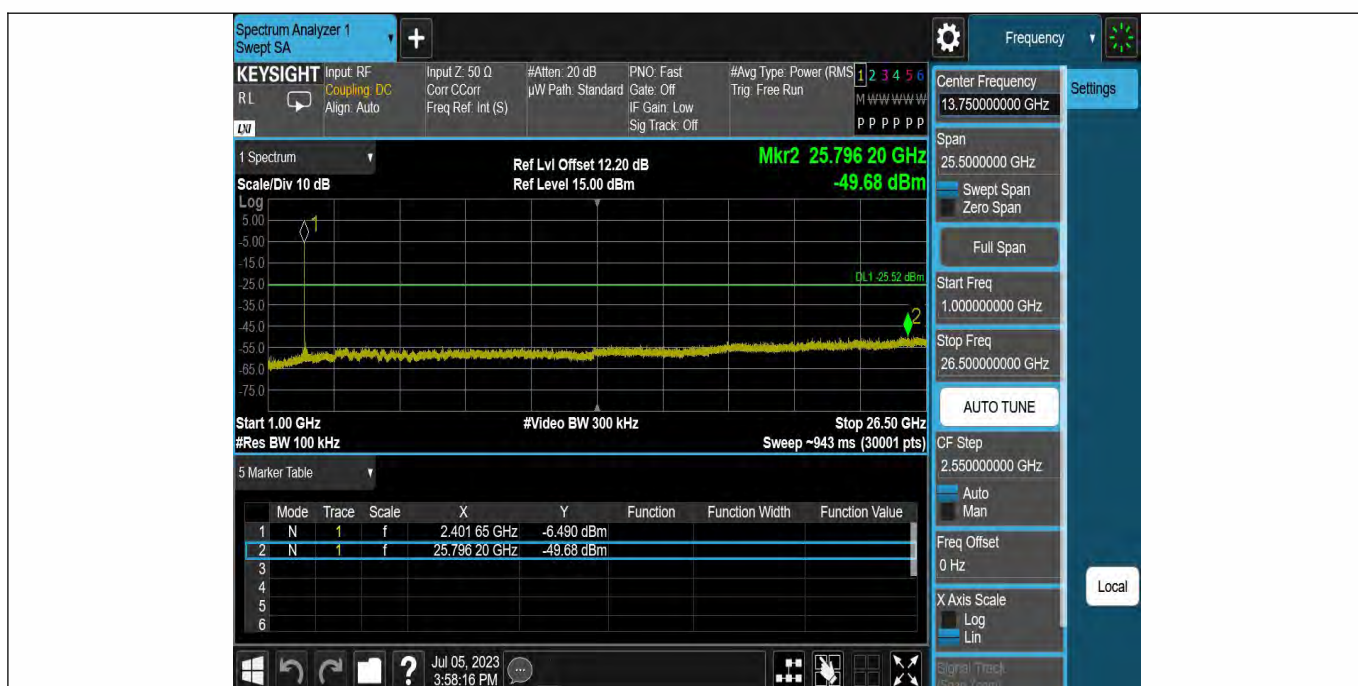 Spectrum Analyzer 1
Swept SA
+
Frequency
KEYSIGHT
RL
LXI
Input: RF
Coupling: DC
Align: Auto
Input Z: 50 Ω
Corr CCorr
Freq Ref: Int (S)
#Atten: 20 dB
µW Path: Standard
PNO: Fast
Gate: Off
IF Gain: Low
Sig Track: Off
#Avg Type: Power (RMS
Trig: Free Run
1 2 3 4 5 6
M W W W W W
P P P P P P
1 Spectrum
Scale/Div 10 dB
Ref Lvl Offset 12.20 dB
Ref Level 15.00 dBm
Mkr2 25.796 20 GHz
-49.68 dBm
Log
5.00
-5.00
-15.0
-25.0
-35.0
-45.0
-55.0
-65.0
-75.0
1
DL1 -25.52 dBm
2
Start 1.00 GHz
#Video BW 300 kHz
Stop 26.50 GHz
#Res BW 100 kHz
Sweep ~943 ms (30001 pts)
5 Marker Table
Mode Trace Scale X Y Function Function Width Function Value
1 N 1 f 2.401 65 GHz -6.490 dBm
2 N 1 f 25.796 20 GHz -49.68 dBm
3
4
5
6
?
Jul 05, 2023
3:58:16 PM
Center Frequency
13.750000000 GHz
Settings
Span
25.5000000 GHz
Swept Span
Zero Span
Full Span
Start Freq
1.000000000 GHz
Stop Freq
26.500000000 GHz
AUTO TUNE
CF Step
2.550000000 GHz
Auto
Man
Freq Offset
0 Hz
X Axis Scale
Log
Lin
Local
Signal Track